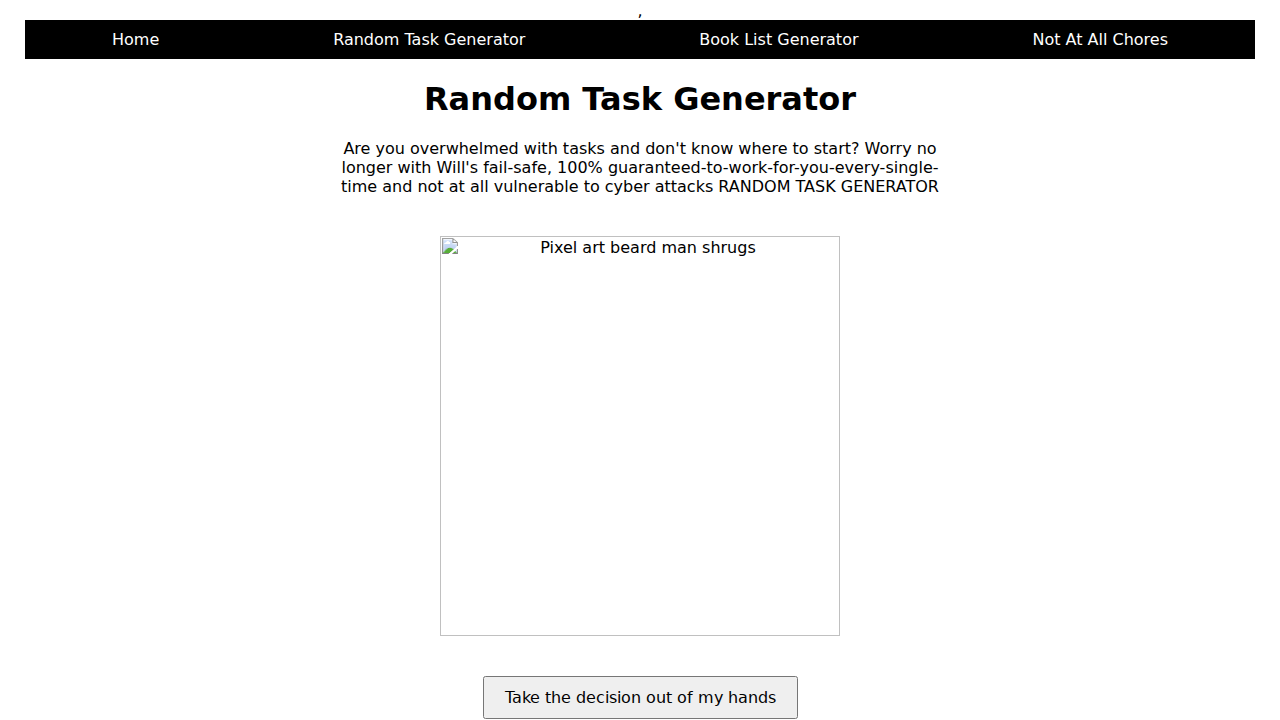 ,
Home Random Task Generator Book List Generator Not At All Chores
Random Task Generator
Are you overwhelmed with tasks and don't know where to start? Worry no
longer with Will's fail-safe, 100% guaranteed-to-work-for-you-every-single-
time and not at all vulnerable to cyber attacks RANDOM TASK GENERATOR
Pixel art beard man shrugs
Take the decision out of my hands